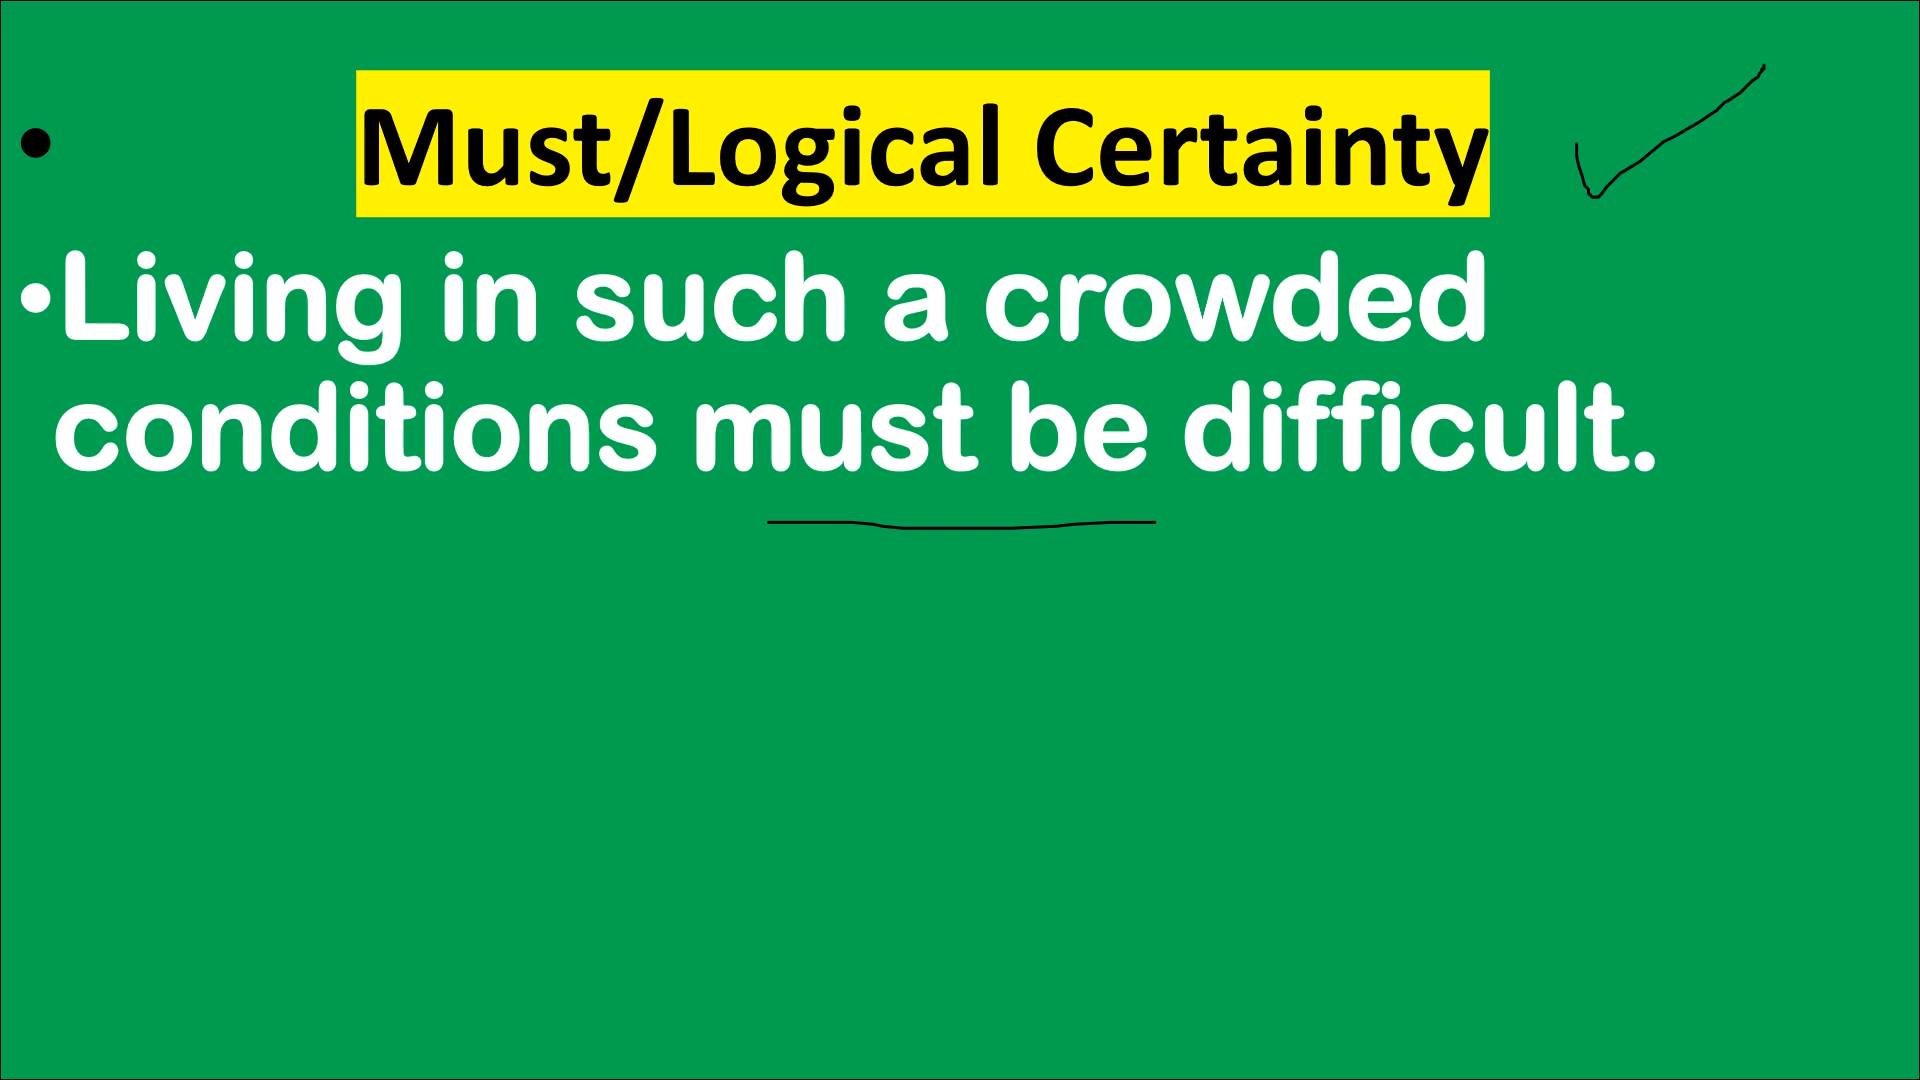 • Must/Logical Certainty
•Living in such a crowded
conditions must be difficult.